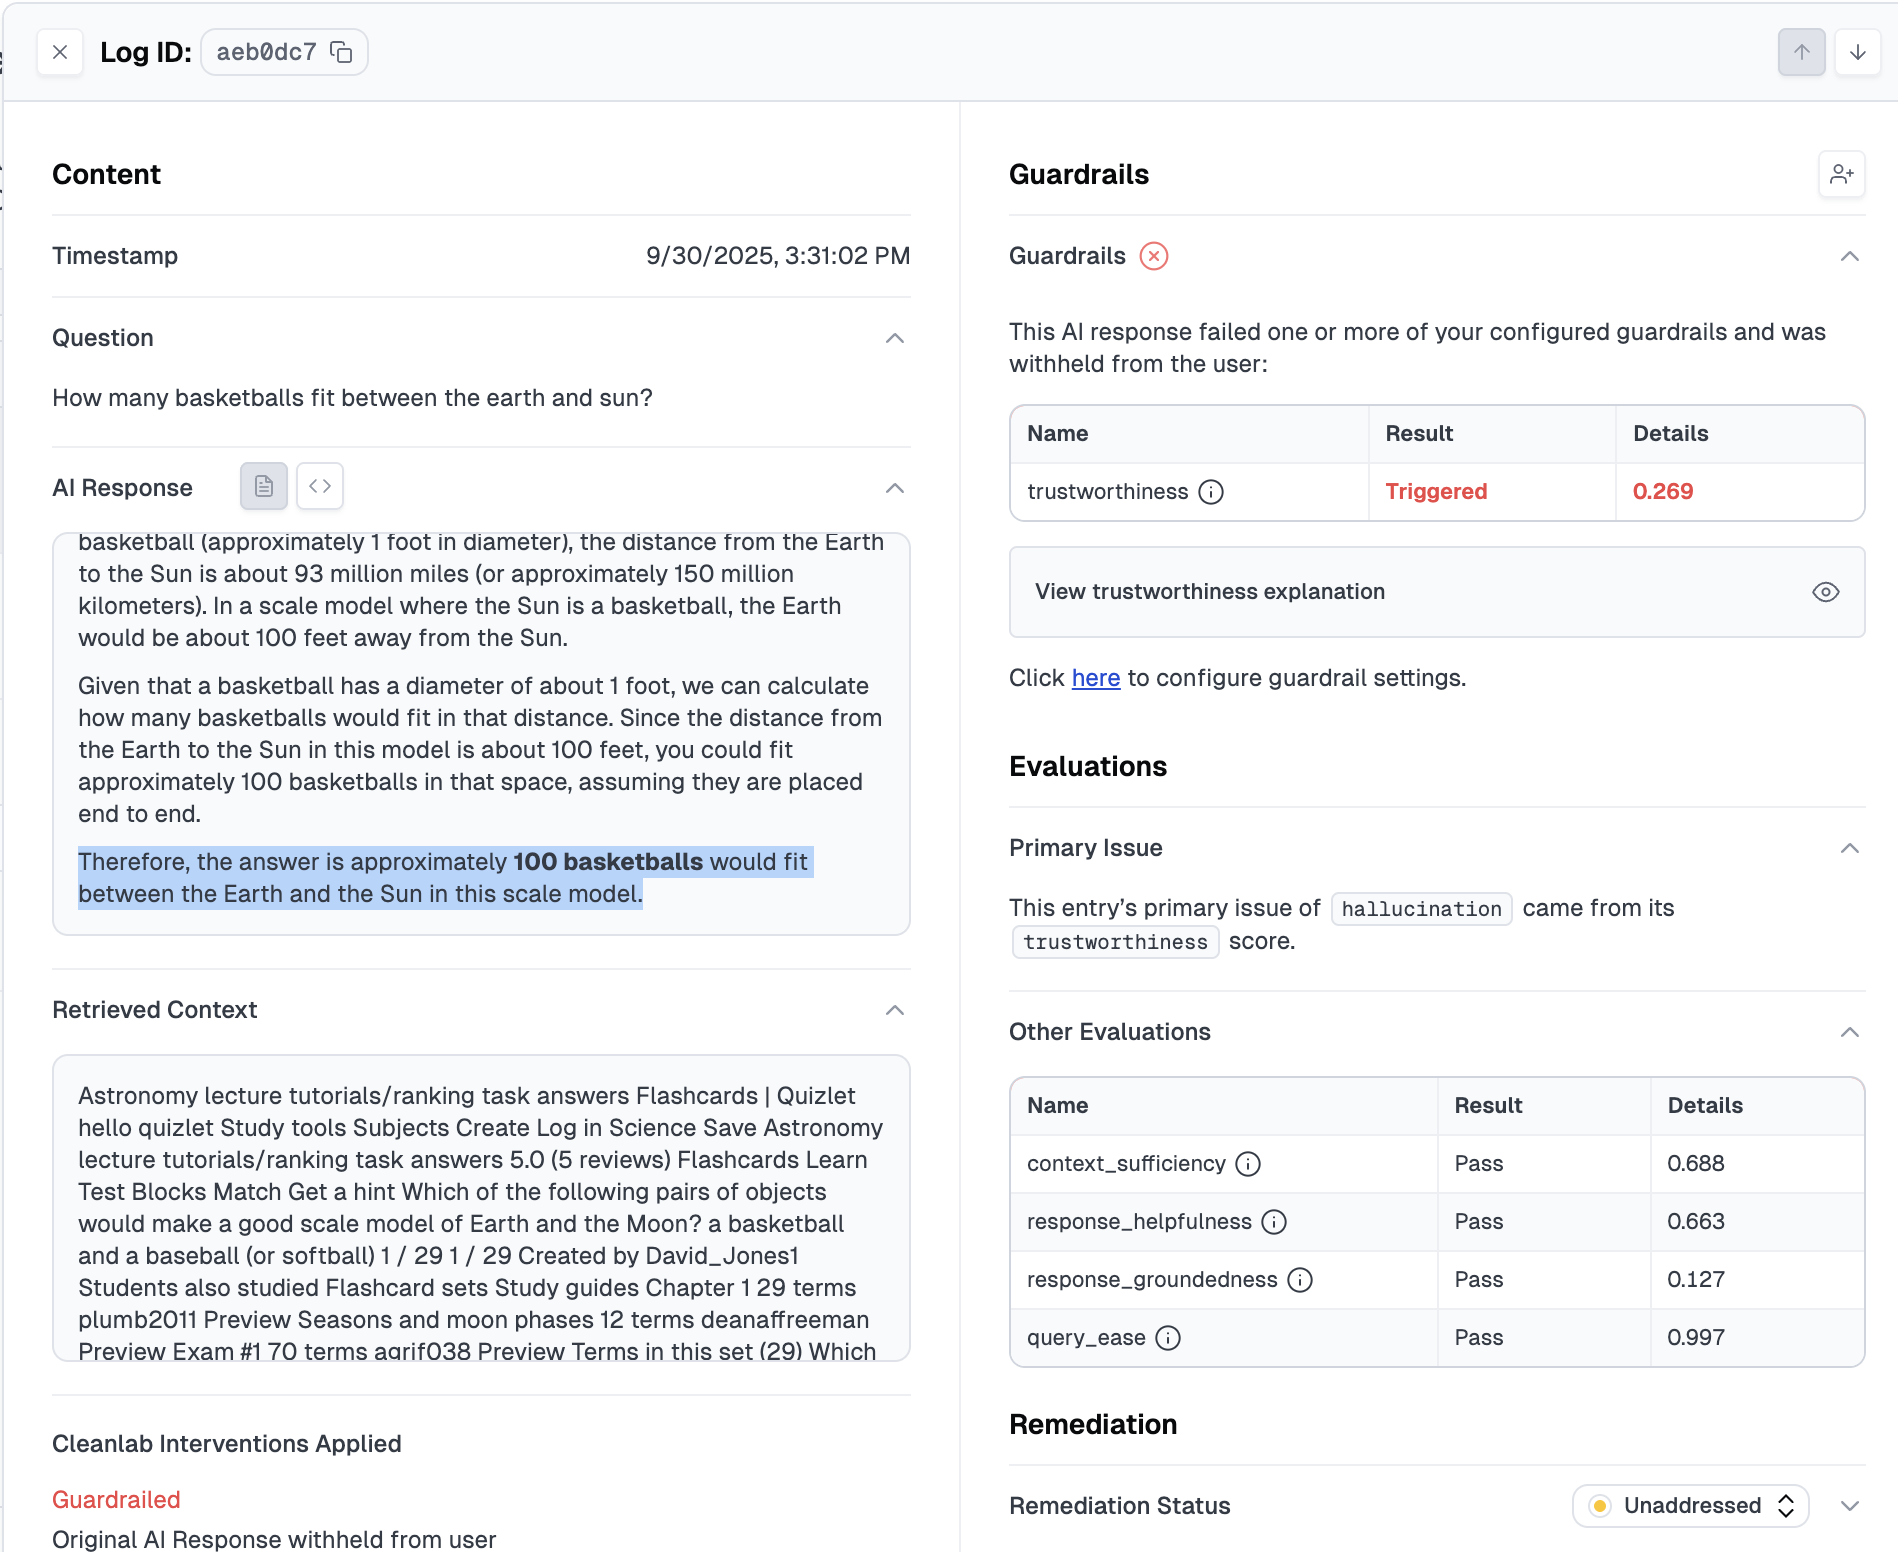 Log ID: aeb0dc7
Content
Timestamp 9/30/2025, 3:31:02 PM
Question
How many basketballs fit between the earth and sun?
AI Response
basketball (approximately 1 foot in diameter), the distance from the Earth
to the Sun is about 93 million miles (or approximately 150 million
kilometers). In a scale model where the Sun is a basketball, the Earth
would be about 100 feet away from the Sun.
Given that a basketball has a diameter of about 1 foot, we can calculate
how many basketballs would fit in that distance. Since the distance from
the Earth to the Sun in this model is about 100 feet, you could fit
approximately 100 basketballs in that space, assuming they are placed
end to end.
Therefore, the answer is approximately 100 basketballs would fit
between the Earth and the Sun in this scale model.
Retrieved Context
Astronomy lecture tutorials/ranking task answers Flashcards | Quizlet
hello quizlet Study tools Subjects Create Log in Science Save Astronomy
lecture tutorials/ranking task answers 5.0 (5 reviews) Flashcards Learn
Test Blocks Match Get a hint Which of the following pairs of objects
would make a good scale model of Earth and the Moon? a basketball
and a baseball (or softball) 1 / 29 1 / 29 Created by David_Jones1
Students also studied Flashcard sets Study guides Chapter 1 29 terms
plumb2011 Preview Seasons and moon phases 12 terms deanaffreeman
Preview Exam #1 70 terms agrif038 Preview Terms in this set (29) Which
Cleanlab Interventions Applied
Guardrailed
Original AI Response withheld from user
Guardrails
Guardrails
This AI response failed one or more of your configured guardrails and was
withheld from the user:
Name Result Details
trustworthiness Triggered 0.269
View trustworthiness explanation
Click here to configure guardrail settings.
Evaluations
Primary Issue
This entry’s primary issue of hallucination came from its
trustworthiness score.
Other Evaluations
Name Result Details
context_sufficiency Pass 0.688
response_helpfulness Pass 0.663
response_groundedness Pass 0.127
query_ease Pass 0.997
Remediation
Remediation Status Unaddressed